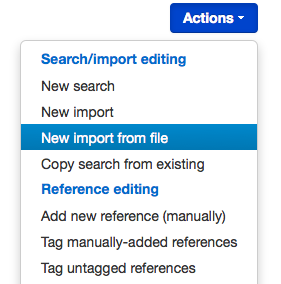 Actions
Search/import editing
New search
New import
New import from file
Copy search from existing
Reference editing
Add new reference (manually)
Tag manually-added references
Tag untagged references